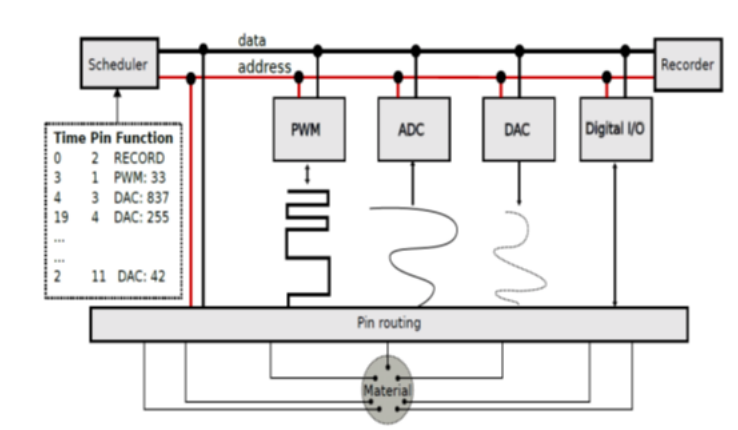 data
Scheduler
address
Recorder
PWM
ADC
DAC
Digital I/O
Time Pin Function
0 2 RECORD
3 1 PWM: 33
4 3 DAC: 837
19 4 DAC: 255
...
...
2 11 DAC: 42
Pin routing
Material